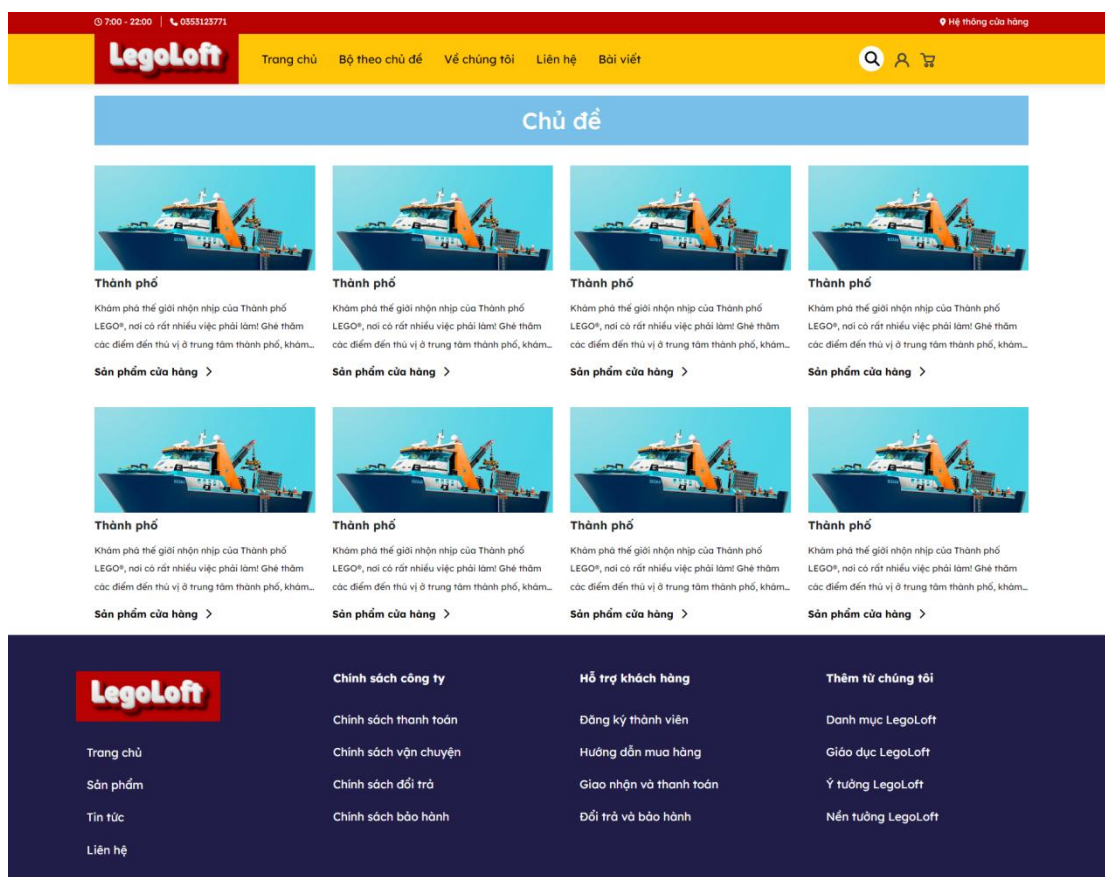 7:00 - 22:00 | 0353123771 Hệ thống cửa hàng
LegoLoft Trang chủ Bộ theo chủ đề Về chúng tôi Liên hệ Bài viết
Chủ đề
Thành phố
Khám phá thế giới nhộn nhịp của Thành phố
LEGO®, nơi có rất nhiều việc phải làm! Ghé thăm
các điểm đến thú vị ở trung tâm thành phố, khám...
Sản phẩm cửa hàng >
Thành phố
Khám phá thế giới nhộn nhịp của Thành phố
LEGO®, nơi có rất nhiều việc phải làm! Ghé thăm
các điểm đến thú vị ở trung tâm thành phố, khám...
Sản phẩm cửa hàng >
Thành phố
Khám phá thế giới nhộn nhịp của Thành phố
LEGO®, nơi có rất nhiều việc phải làm! Ghé thăm
các điểm đến thú vị ở trung tâm thành phố, khám...
Sản phẩm cửa hàng >
Thành phố
Khám phá thế giới nhộn nhịp của Thành phố
LEGO®, nơi có rất nhiều việc phải làm! Ghé thăm
các điểm đến thú vị ở trung tâm thành phố, khám...
Sản phẩm cửa hàng >
Thành phố
Khám phá thế giới nhộn nhịp của Thành phố
LEGO®, nơi có rất nhiều việc phải làm! Ghé thăm
các điểm đến thú vị ở trung tâm thành phố, khám...
Sản phẩm cửa hàng >
Thành phố
Khám phá thế giới nhộn nhịp của Thành phố
LEGO®, nơi có rất nhiều việc phải làm! Ghé thăm
các điểm đến thú vị ở trung tâm thành phố, khám...
Sản phẩm cửa hàng >
Thành phố
Khám phá thế giới nhộn nhịp của Thành phố
LEGO®, nơi có rất nhiều việc phải làm! Ghé thăm
các điểm đến thú vị ở trung tâm thành phố, khám...
Sản phẩm cửa hàng >
Thành phố
Khám phá thế giới nhộn nhịp của Thành phố
LEGO®, nơi có rất nhiều việc phải làm! Ghé thăm
các điểm đến thú vị ở trung tâm thành phố, khám...
Sản phẩm cửa hàng >
LegoLoft
Trang chủ
Sản phẩm
Tin tức
Liên hệ
Chính sách công ty
Chính sách thanh toán
Chính sách vận chuyện
Chính sách đổi trả
Chính sách bảo hành
Hỗ trợ khách hàng
Đăng ký thành viên
Hướng dẫn mua hàng
Giao nhận và thanh toán
Đổi trả và bảo hành
Thêm từ chúng tôi
Danh mục LegoLoft
Giáo dục LegoLoft
Ý tưởng LegoLoft
Nền tưởng LegoLoft